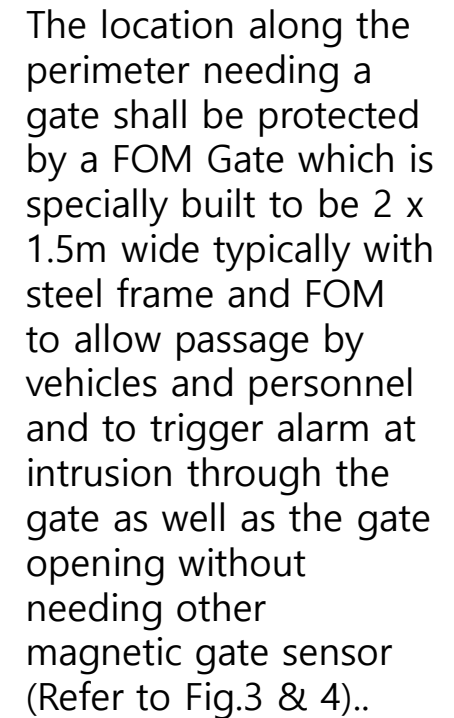 The location along the
perimeter needing a
gate shall be protected
by a FOM Gate which is
specially built to be 2 x
1.5m wide typically with
steel frame and FOM
to allow passage by
vehicles and personnel
and to trigger alarm at
intrusion through the
gate as well as the gate
opening without
needing other
magnetic gate sensor
(Refer to Fig.3 & 4)..